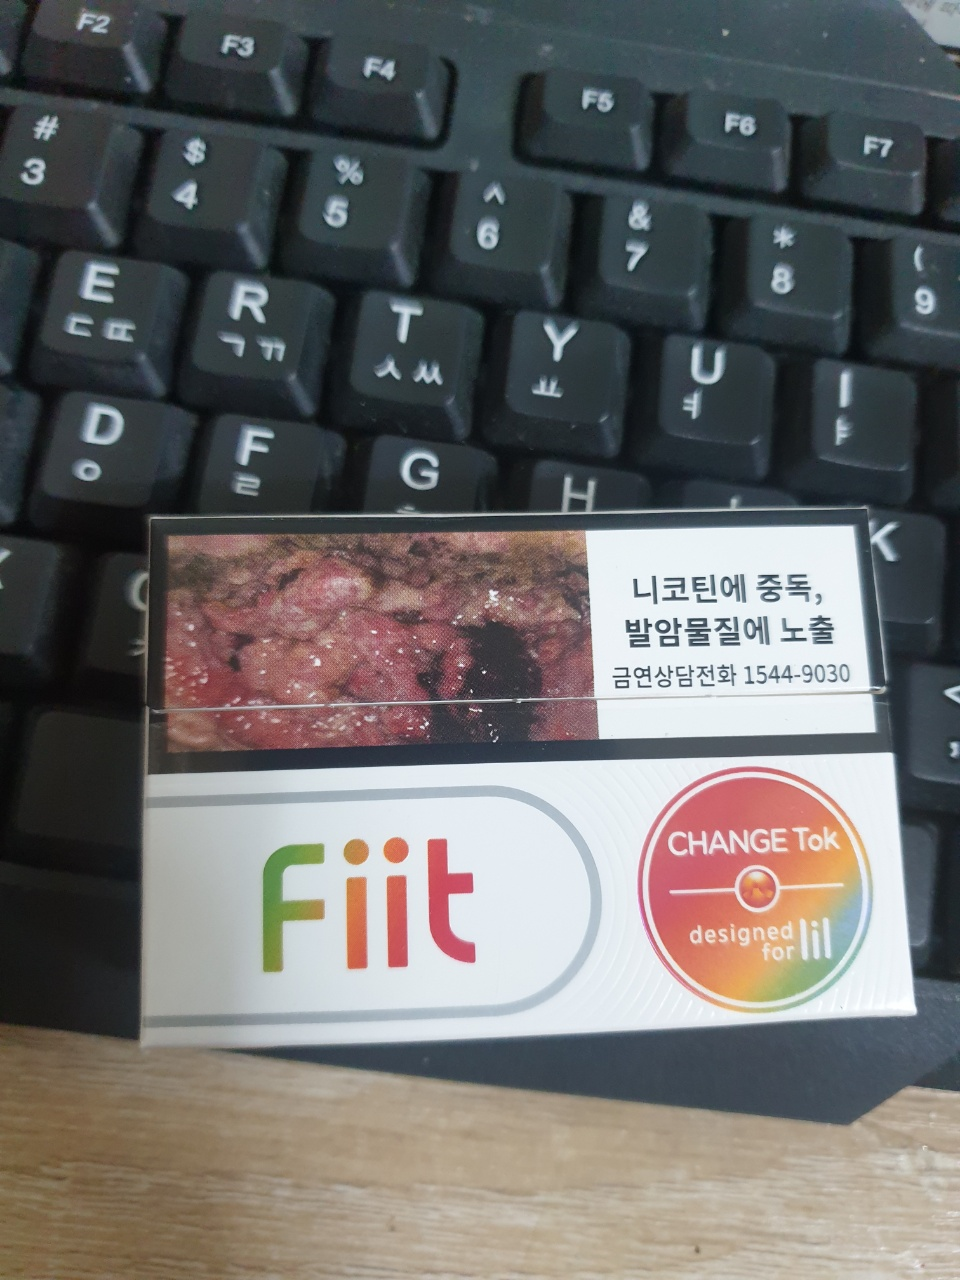 F2 F3 F4 F5 F6 F7
# $ % ^ & * (
3 4 5 6 7 8 9
E R T Y U I
ㄷ ㄸ ㄱ ㄲ ㅅ ㅆ ㅛ ㅕ ㅑ
D F G H K
ㅇ ㄹ
니코틴에 중독,
발암물질에 노출
금연상담전화 1544-9030
Fiit
CHANGE Tok
designed
for lil